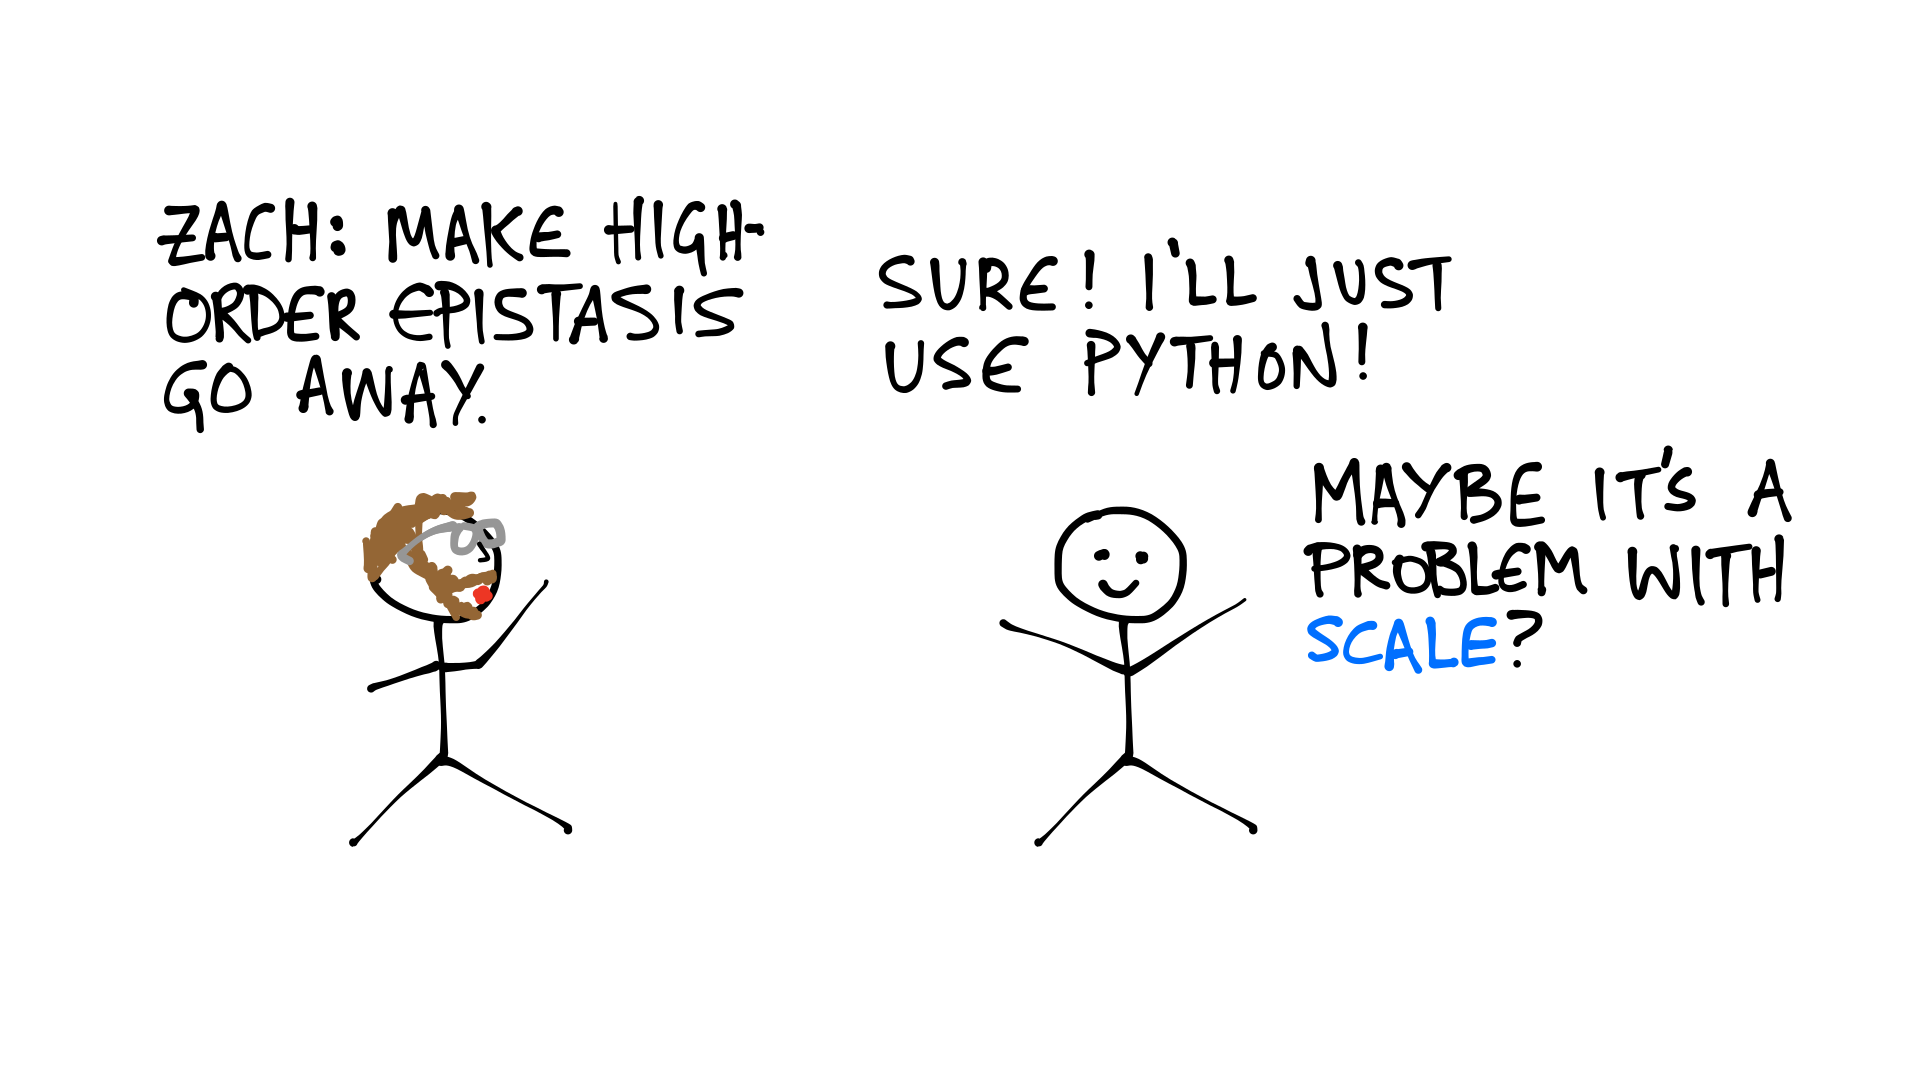 ZACH: MAKE HIGH-
ORDER EPISTASIS
GO AWAY.
SURE! I'LL JUST
USE PYTHON!
MAYBE IT'S A
PROBLEM WITH
SCALE?